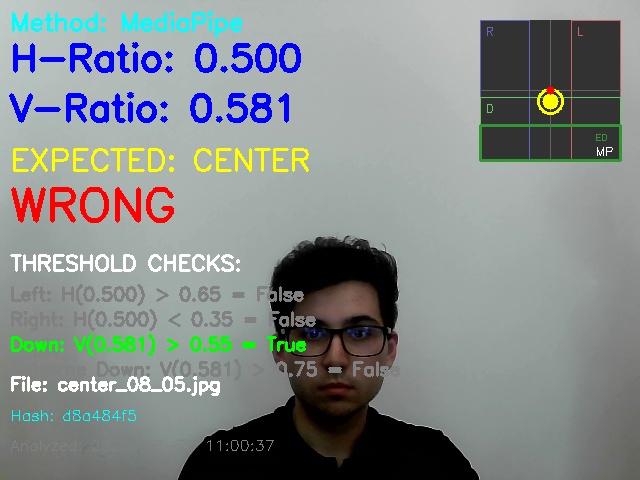 Method: MediaPipe
H-Ratio: 0.500
V-Ratio: 0.581
EXPECTED: CENTER
WRONG
THRESHOLD CHECKS:
Left: H(0.500) > 0.65 = False
Right: H(0.500) < 0.35 = False
Down: V(0.581) > 0.55 = True
Down: V(0.581) > 0.75 = False
File: center_08_05.jpg
Hash: d8a484f5
Analyzed: 11:00:37
R
L
D
ED
MP